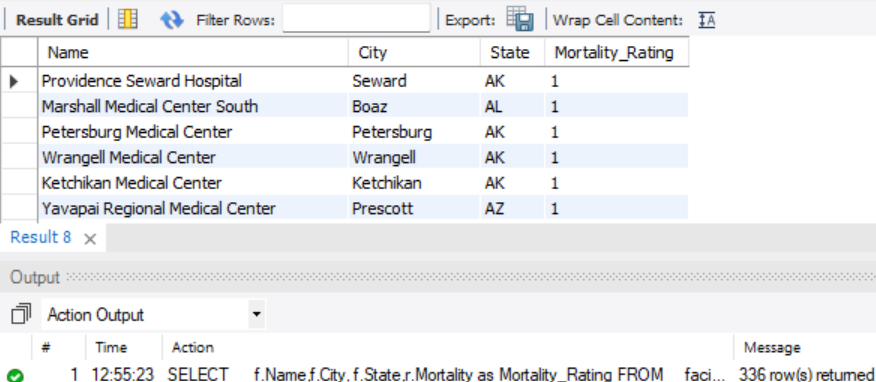 Result Grid Filter Rows: Export: Wrap Cell Content: IA
Name City State Mortality_Rating
Providence Seward Hospital Seward AK 1
Marshall Medical Center South Boaz AL 1
Petersburg Medical Center Petersburg AK 1
Wrangell Medical Center Wrangell AK 1
Ketchikan Medical Center Ketchikan AK 1
Yavapai Regional Medical Center Prescott AZ 1
Result 8 ×
Output
Action Output
# Time Action Message
1 12:55:23 SELECT f.Name,f.City, f.State,r.Mortality as Mortality_Rating FROM faci... 336 row(s) returned